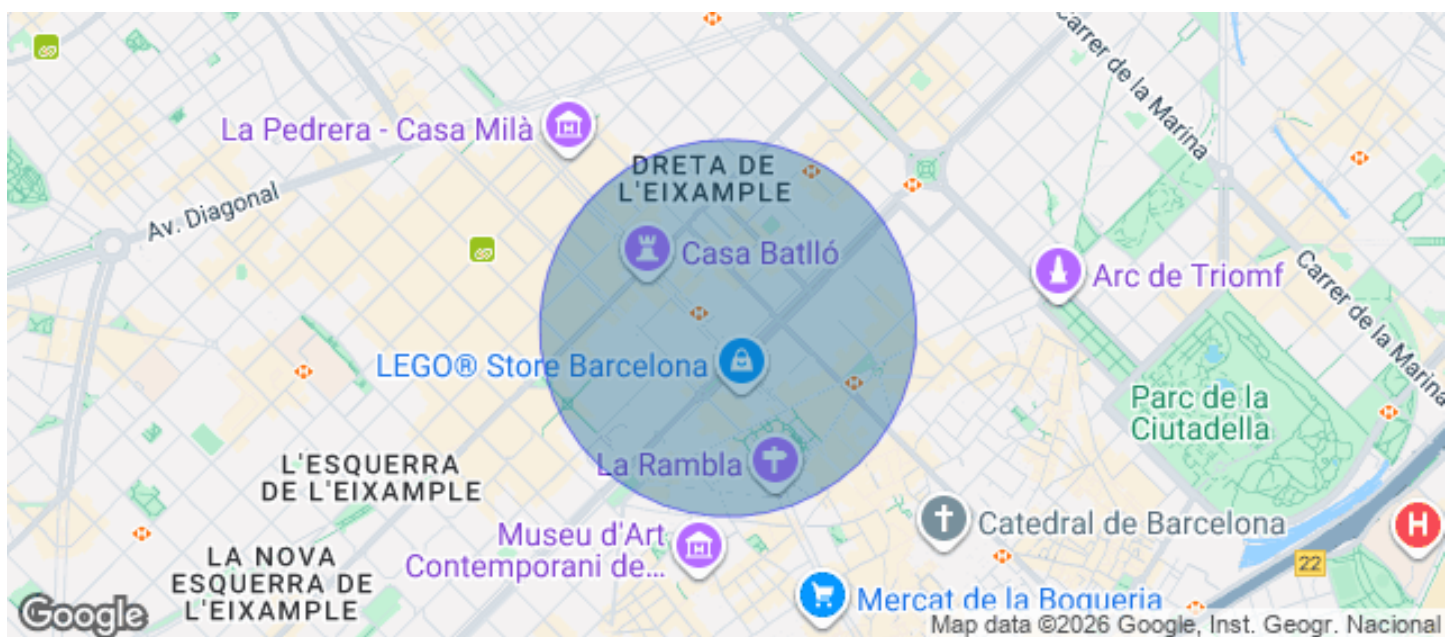 Carrer de la Marina
La Pedrera - Casa Milà
DRETA DE
L'EIXAMPLE
Av. Diagonal
Casa Batlló
Arc de Triomf
Carrer de la Marina
LEGO® Store Barcelona
Parc de la
Ciutadella
L'ESQUERRA
DE L'EIXAMPLE
La Rambla
Museu d'Art
Contemporani de...
Catedral de Barcelona
H
22
LA NOVA
ESQUERRA DE
L'EIXAMPLE
Mercat de la Boqueria
Google
Map data ©2026 Google, Inst. Geogr. Nacional